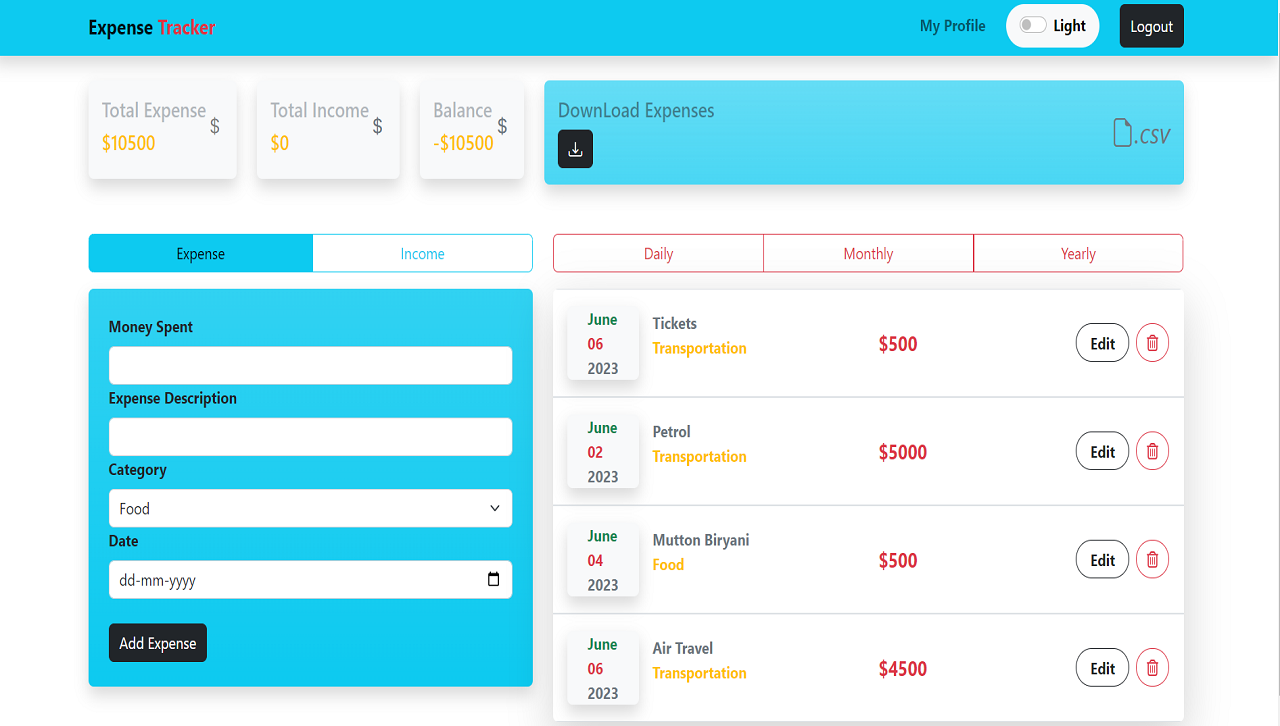 Expense Tracker
My Profile
Light
Logout
Total Expense
$10500
$
Total Income
$0
$
Balance
-$10500
$
DownLoad Expenses
.CSV
Expense
Income
Daily
Monthly
Yearly
Money Spent
Expense Description
Category
Food
Date
dd-mm-yyyy
Add Expense
June
06
2023
Tickets
Transportation
$500
Edit
June
02
2023
Petrol
Transportation
$5000
Edit
June
04
2023
Mutton Biryani
Food
$500
Edit
June
06
2023
Air Travel
Transportation
$4500
Edit